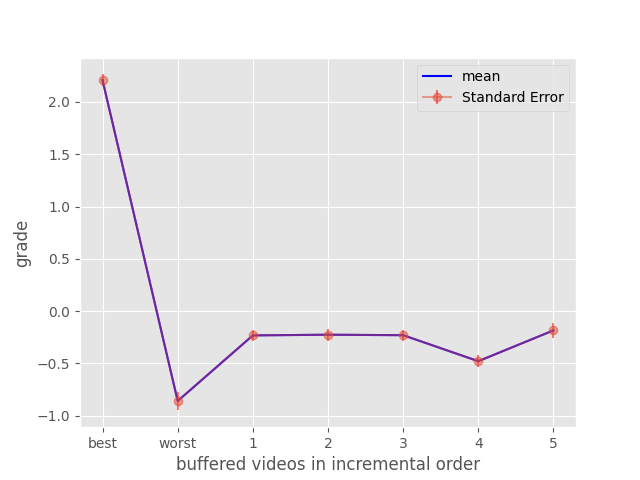 mean
Standard Error
2.0
1.5
1.0
0.5
0.0
−0.5
−1.0
grade
best worst 1 2 3 4 5
buffered videos in incremental order